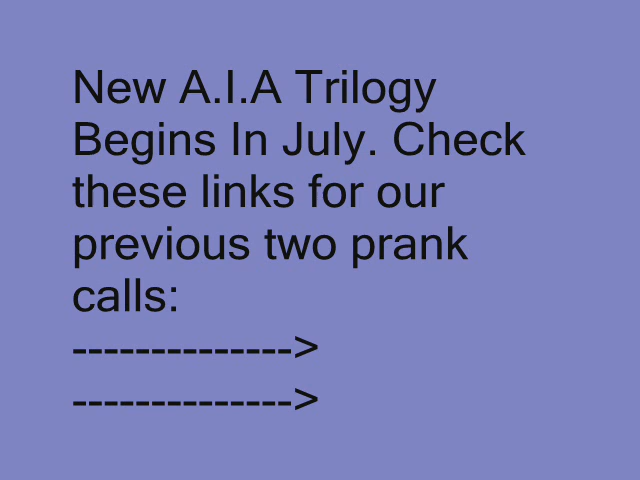 New A.I.A Trilogy
Begins In July. Check
these links for our
previous two prank
calls:
-------------->
-------------->